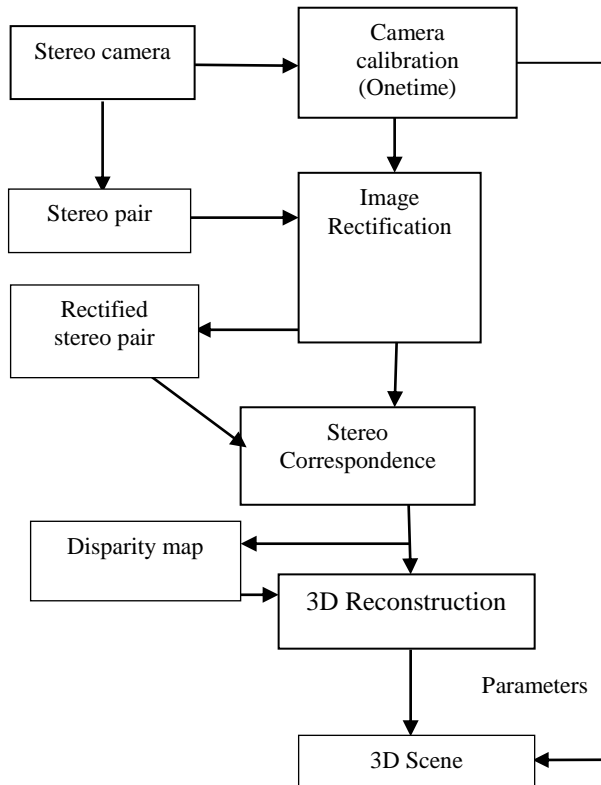 Stereo camera
Camera
calibration
(Onetime)
Stereo pair
Image
Rectification
Rectified
stereo pair
Stereo
Correspondence
Disparity map
3D Reconstruction
Parameters
3D Scene